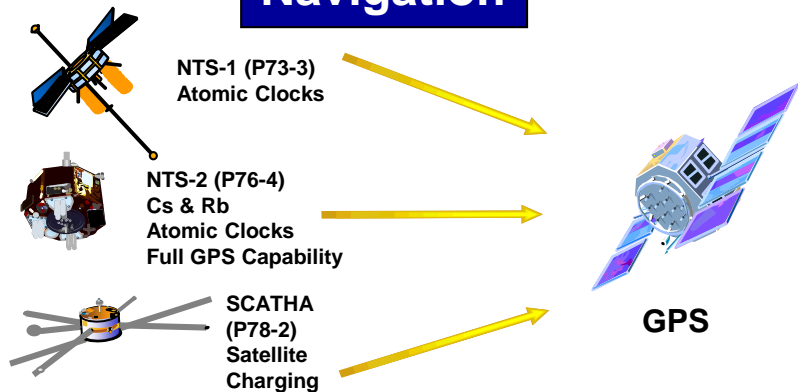 Navigation
NTS-1 (P73-3)
Atomic Clocks
NTS-2 (P76-4)
Cs & Rb
Atomic Clocks
Full GPS Capability
SCATHA
(P78-2)
Satellite
Charging
GPS